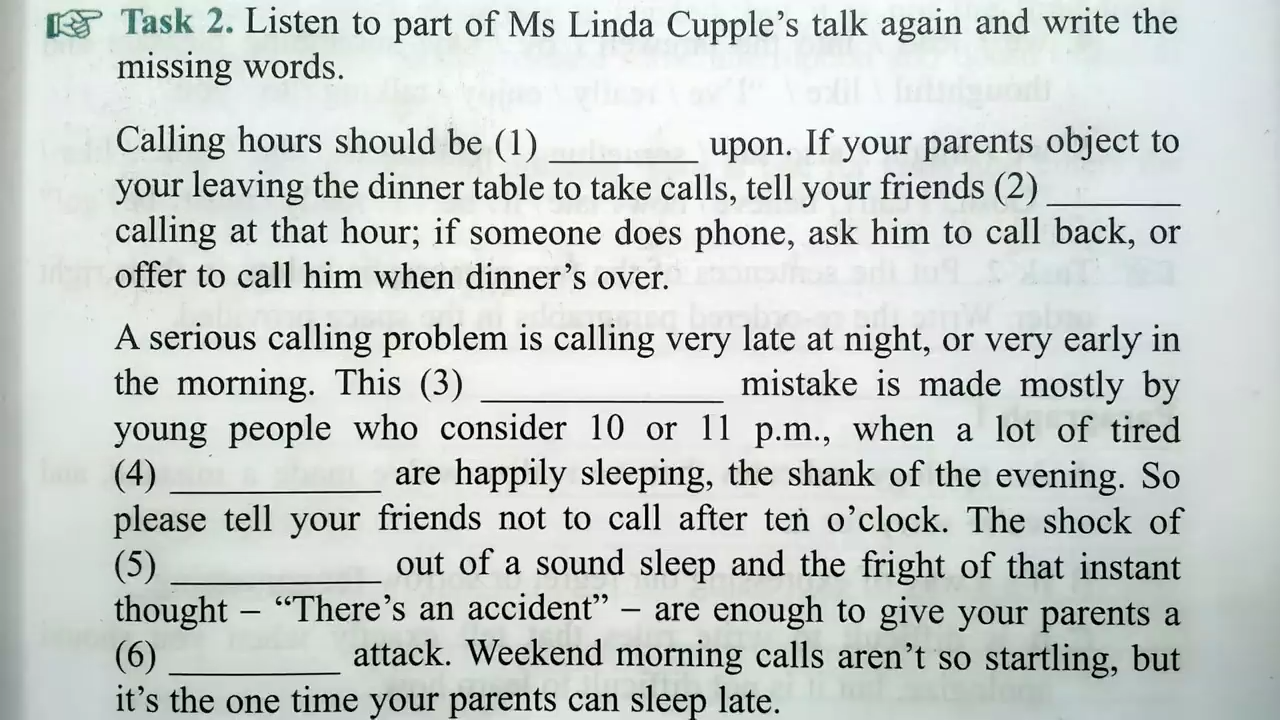 Task 2. Listen to part of Ms Linda Cupple's talk again and write the
missing words.
Calling hours should be (1) __________ upon. If your parents object to
your leaving the dinner table to take calls, tell your friends (2) _________
calling at that hour; if someone does phone, ask him to call back, or
offer to call him when dinner's over.
A serious calling problem is calling very late at night, or very early in
the morning. This (3) ________________ mistake is made mostly by
young people who consider 10 or 11 p.m., when a lot of tired
(4) ______________ are happily sleeping, the shank of the evening. So
please tell your friends not to call after ten o'clock. The shock of
(5) ______________ out of a sound sleep and the fright of that instant
thought – “There's an accident” – are enough to give your parents a
(6) ___________ attack. Weekend morning calls aren't so startling, but
it's the one time your parents can sleep late.